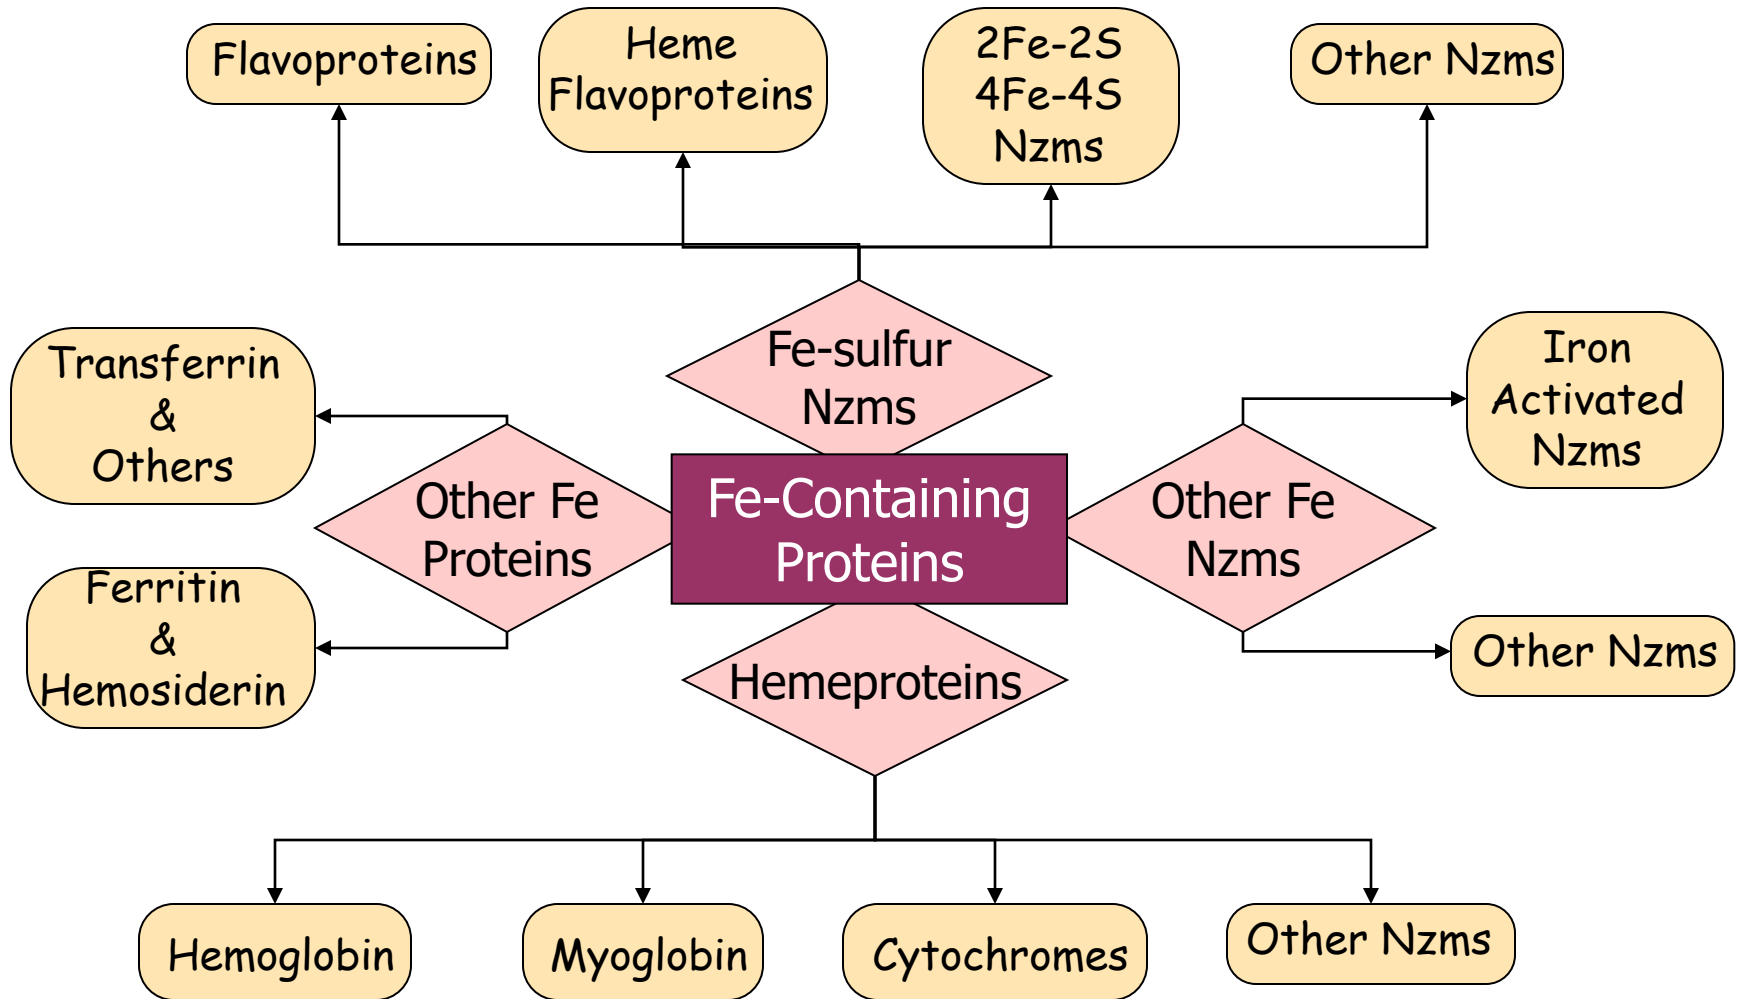 Flavoproteins
Heme
Flavoproteins
2Fe-2S
4Fe-4S
Nzms
Other Nzms
Fe-sulfur
Nzms
Transferrin
&
Others
Other Fe
Proteins
Ferritin
&
Hemosiderin
Fe-Containing
Proteins
Other Fe
Nzms
Iron
Activated
Nzms
Other Nzms
Hemeproteins
Hemoglobin
Myoglobin
Cytochromes
Other Nzms